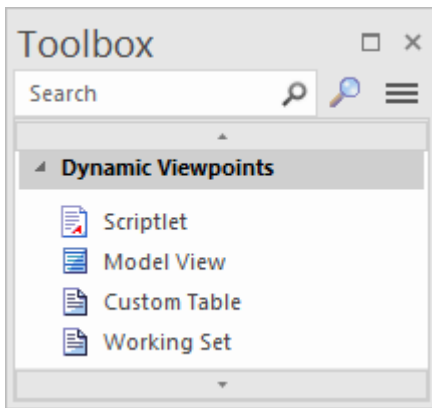 Toolbox
Search
Dynamic Viewpoints
Scriptlet
Model View
Custom Table
Working Set